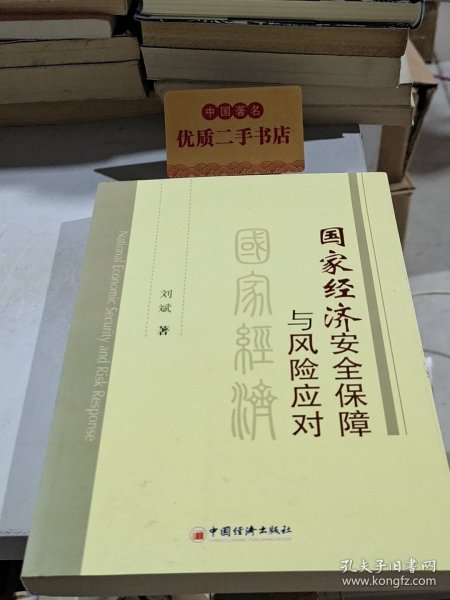 中国著名
优质二手书店
国家经济安全保障
与风险应对
國家經濟
刘斌 著
National Economic Security and Risk Response
中国经济出版社
孔夫子旧书网
www.kongfz.com